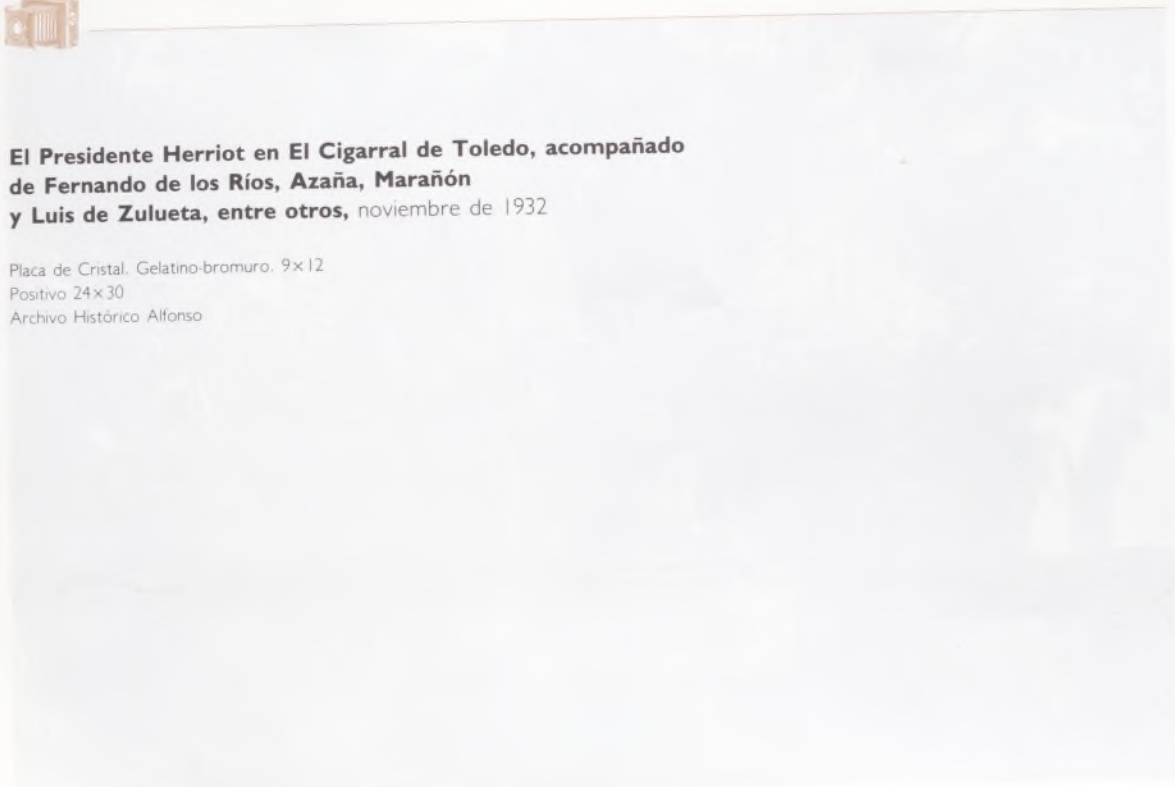 El Presidente Herriot en El Cigarral de Toledo, acompañado
de Fernando de los Ríos, Azaña, Marañón
y Luis de Zulueta, entre otros, noviembre de 1932
Placa de Cristal. Gelatino-bromuro. 9×12
Positivo 24×30
Archivo Histórico Alfonso